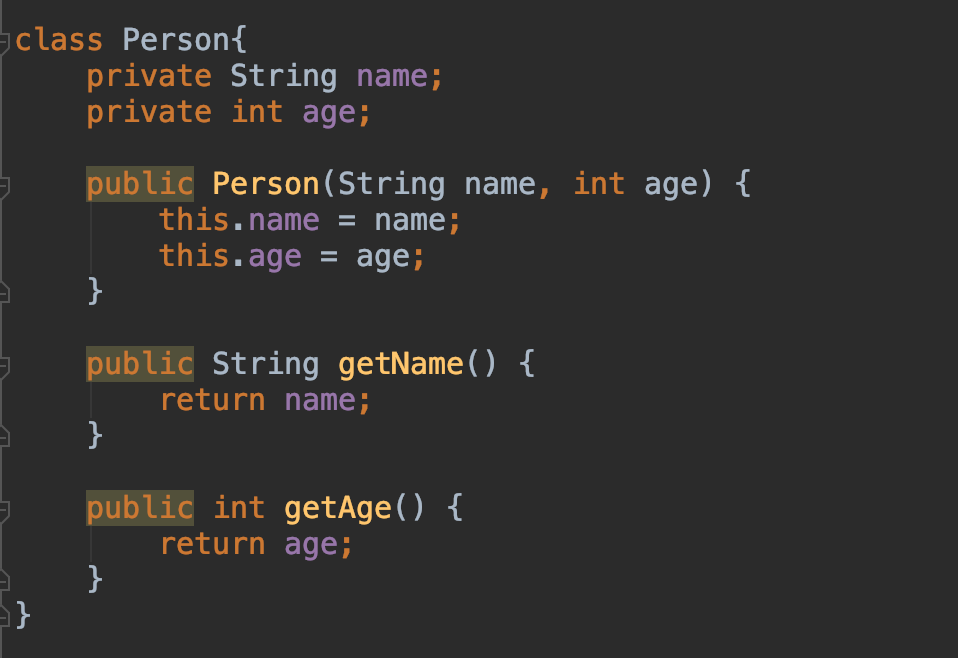 class Person{
    private String name;
    private int age;

    public Person(String name, int age) {
        this.name = name;
        this.age = age;
    }

    public String getName() {
        return name;
    }

    public int getAge() {
        return age;
    }
}